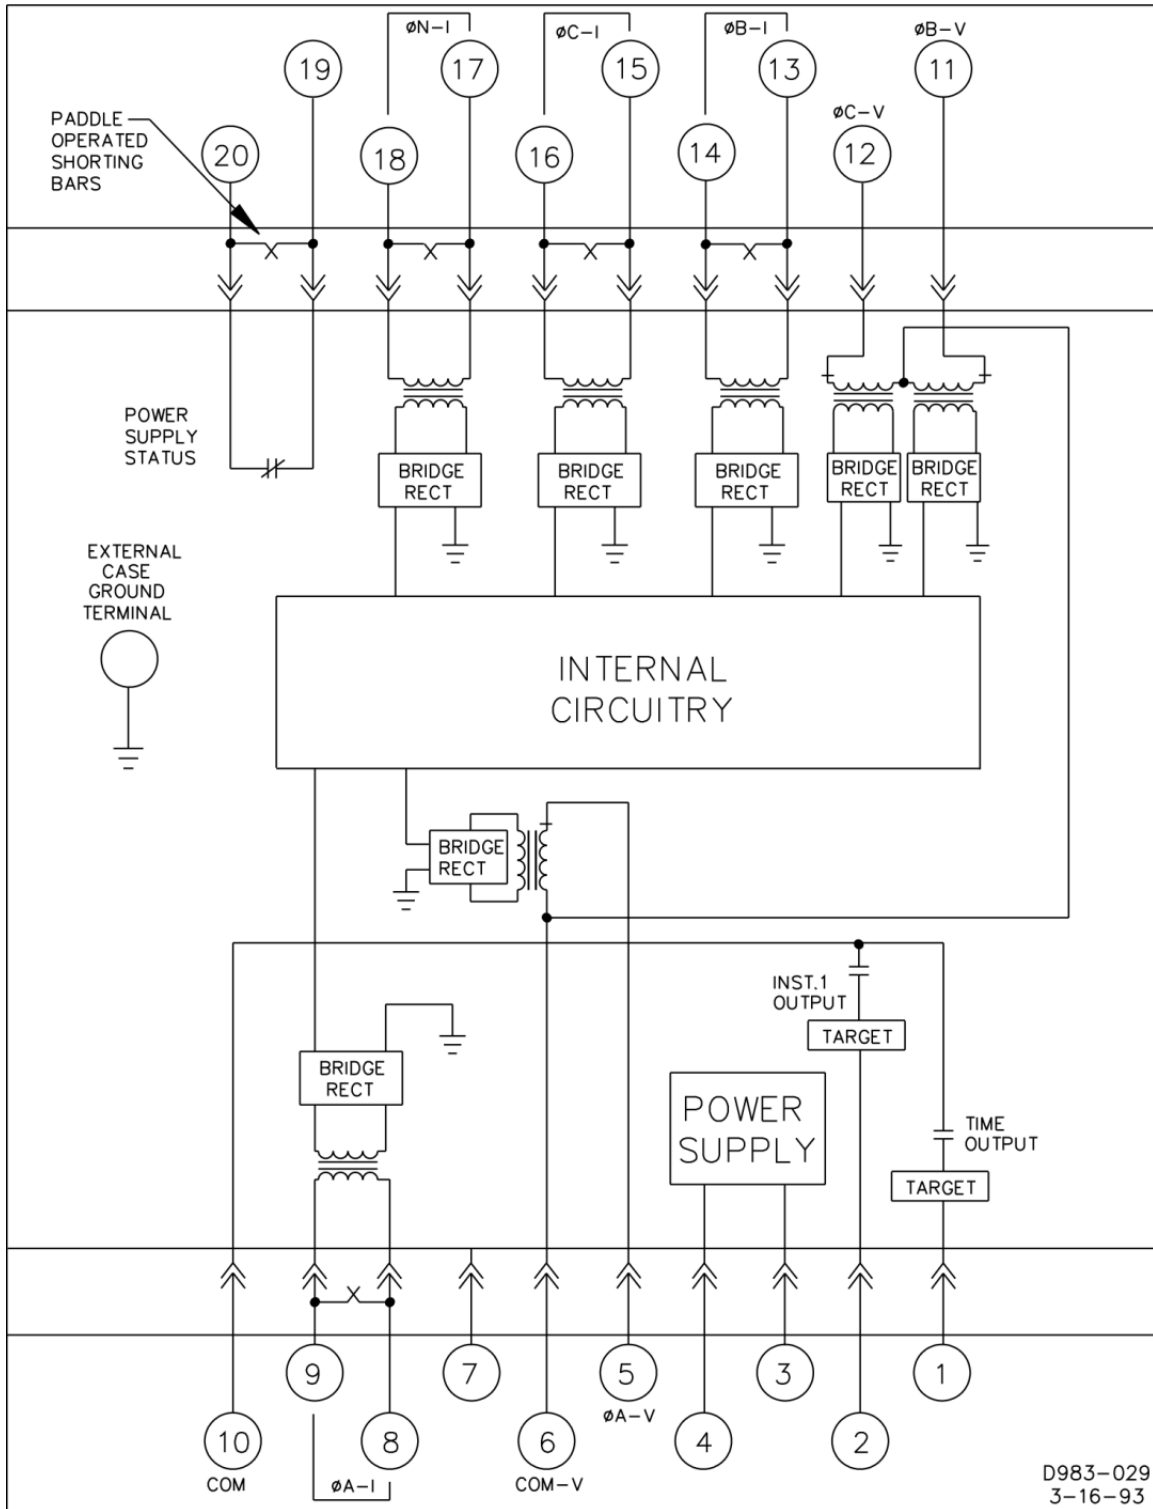 øN-I
øC-I
øB-I
øB-V
19
17
15
13
11
PADDLE
OPERATED
SHORTING
BARS
øC-V
20
18
16
14
12
POWER
SUPPLY
STATUS
BRIDGE
RECT
BRIDGE
RECT
BRIDGE
RECT
BRIDGE
RECT
BRIDGE
RECT
EXTERNAL
CASE
GROUND
TERMINAL
INTERNAL
CIRCUITRY
BRIDGE
RECT
INST.1
OUTPUT
TARGET
BRIDGE
RECT
POWER
SUPPLY
TIME
OUTPUT
TARGET
9
7
5
3
1
øA-V
10
8
6
4
2
COM
øA-I
COM-V
D983-029
3-16-93